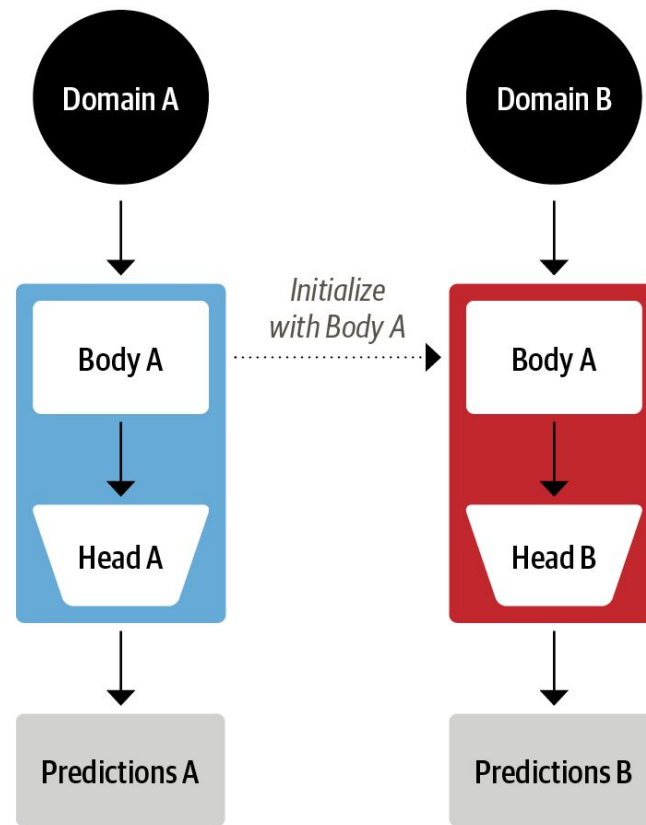 Domain A
Domain B
Initialize
with Body A
Body A
Body A
Head A
Head B
Predictions A
Predictions B